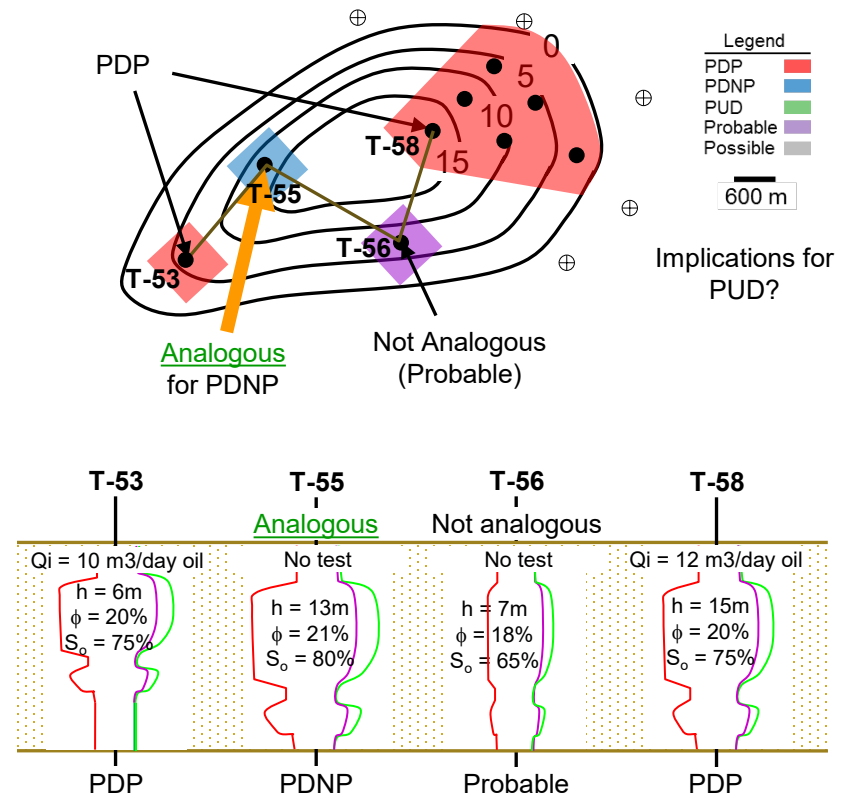 PDP
0
5
10
15
T-58
T-55
T-56
T-53
Legend
PDP
PDNP
PUD
Probable
Possible
600 m
Implications for
PUD?
Analogous
for PDNP
Not Analogous
(Probable)
T-53
T-55
T-56
T-58
Analogous
Not analogous
Qi = 10 m3/day oil
No test
No test
Qi = 12 m3/day oil
h = 6m
ϕ = 20%
So = 75%
h = 13m
ϕ = 21%
So = 80%
h = 7m
ϕ = 18%
So = 65%
h = 15m
ϕ = 20%
So = 75%
PDP
PDNP
Probable
PDP